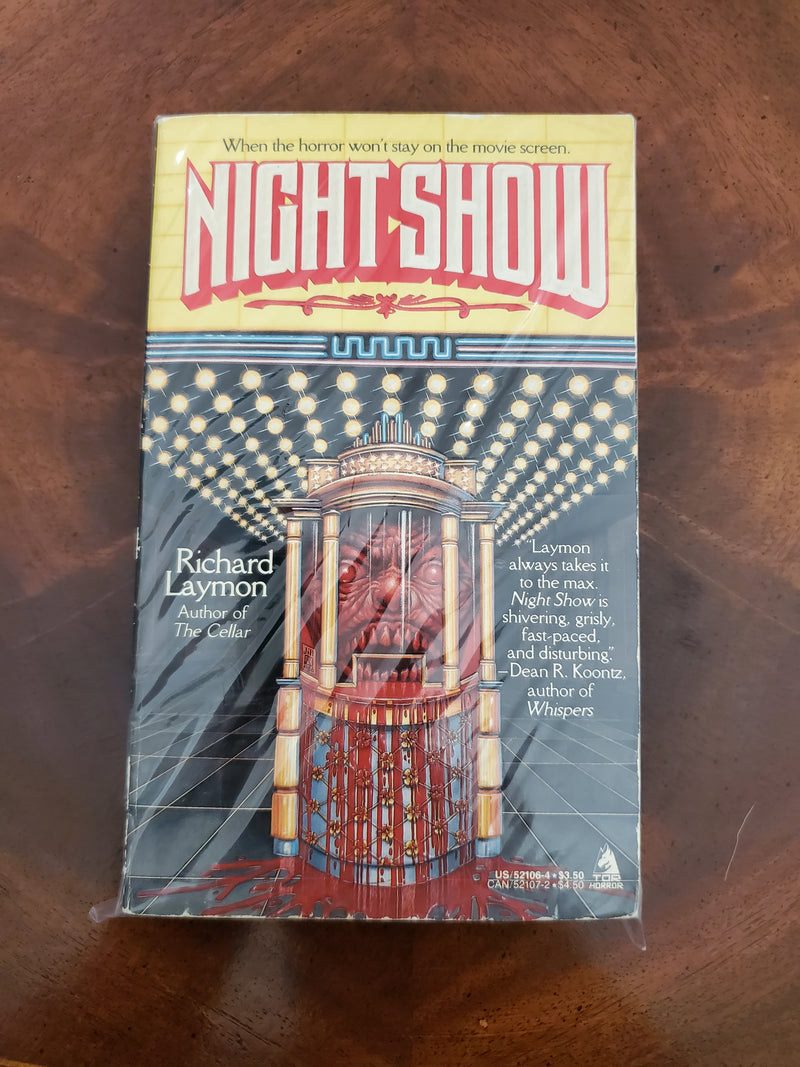 When the horror won't stay on the movie screen.
NIGHT SHOW
Richard
Laymon
Author of
The Cellar
"Laymon
always takes it
to the max.
Night Show is
shivering, grisly,
fast-paced,
and disturbing."
—Dean R. Koontz,
author of
Whispers
US/52106-4★$3.50
CAN/52107-2★$4.50
TOR
HORROR